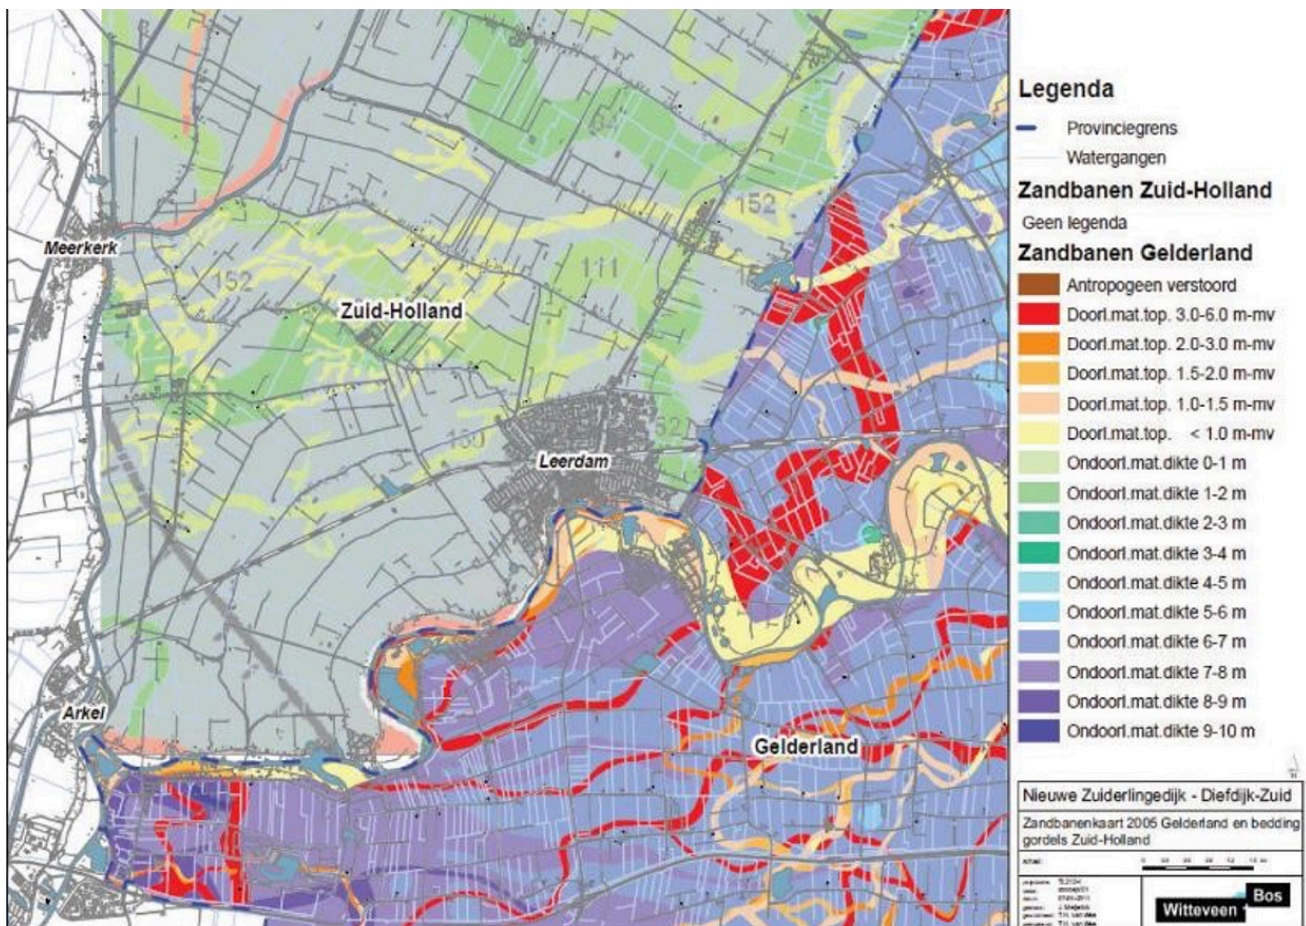 Meerkerk
Zuid-Holland
Leerdam
Arkel
Gelderland
152
152
111
150
Legenda
Provinciegrens
Watergangen
Zandbanen Zuid-Holland
Geen legenda
Zandbanen Gelderland
Antropogeen verstoord
Doorl.mat.top. 3.0-6.0 m-mv
Doorl.mat.top. 2.0-3.0 m-mv
Doorl.mat.top. 1.5-2.0 m-mv
Doorl.mat.top. 1.0-1.5 m-mv
Doorl.mat.top. < 1.0 m-mv
Ondoorl.mat.dikte 0-1 m
Ondoorl.mat.dikte 1-2 m
Ondoorl.mat.dikte 2-3 m
Ondoorl.mat.dikte 3-4 m
Ondoorl.mat.dikte 4-5 m
Ondoorl.mat.dikte 5-6 m
Ondoorl.mat.dikte 6-7 m
Ondoorl.mat.dikte 7-8 m
Ondoorl.mat.dikte 8-9 m
Ondoorl.mat.dikte 9-10 m
Nieuwe Zuiderlingedijk - Diefdijk-Zuid
Zandbanenkaart 2005 Gelderland en bedding
gordels Zuid-Holland
Witteveen+
Bos